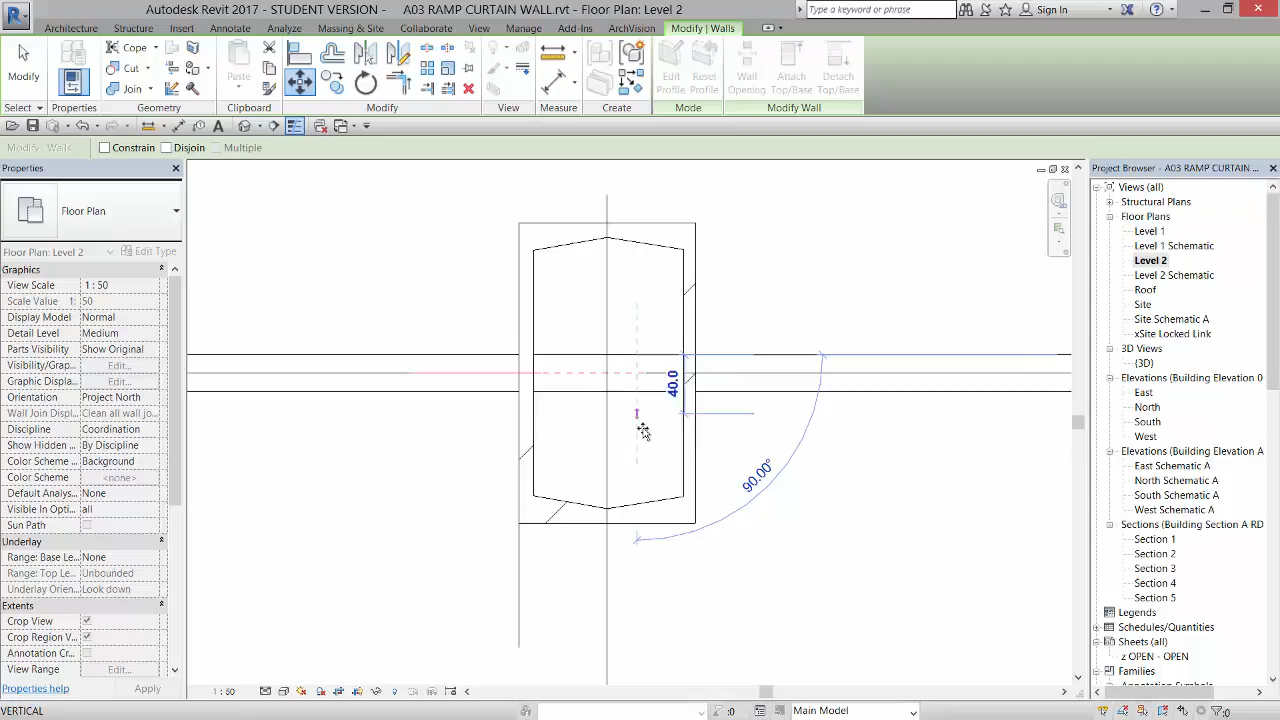 Autodesk Revit 2017 - STUDENT VERSION - A03 RAMP CURTAIN WALL.rvt - Floor Plan: Level 2
Type a keyword or phrase
Sign In
Architecture Structure Insert Annotate Analyze Massing & Site Collaborate View Manage Add-Ins ArchVision Modify | Walls
Modify
Select
Properties
Cope
Cut
Join
Geometry
Paste
Clipboard
Modify
View
Measure
Create
Edit Profile
Reset Profile
Mode
Wall Opening
Attach Top/Base
Detach Top/Base
Modify Wall
Modify | Walls
Constrain
Disjoin
Multiple
Properties
Floor Plan
Floor Plan: Level 2
Edit Type
Graphics
View Scale 1 : 50
Scale Value 1: 50
Display Model Normal
Detail Level Medium
Parts Visibility Show Original
Visibility/Grap... Edit...
Graphic Displa... Edit...
Orientation Project North
Wall Join Displ... Clean all wall jo...
Discipline Coordination
Show Hidden ... By Discipline
Color Scheme ... Background
Color Scheme <none>
Default Analys... None
Visible In Opti... all
Sun Path
Underlay
Range: Base Le... None
Range: Top Le... Unbounded
Underlay Orien... Look down
Extents
Crop View
Crop Region V...
Annotation Cr...
View Range Edit...
Properties help
Apply
40.0
90.00°
Project Browser - A03 RAMP CURTAIN ...
Views (all)
Structural Plans
Floor Plans
Level 1
Level 1 Schematic
Level 2
Level 2 Schematic
Roof
Site
Site Schematic A
xSite Locked Link
3D Views
{3D}
Elevations (Building Elevation 0
East
North
South
West
Elevations (Building Elevation A
East Schematic A
North Schematic A
South Schematic A
West Schematic A
Sections (Building Section A RD
Section 1
Section 2
Section 3
Section 4
Section 5
Legends
Schedules/Quantities
Sheets (all)
z OPEN - OPEN
Families
1 : 50
VERTICAL
:0
Main Model
:0